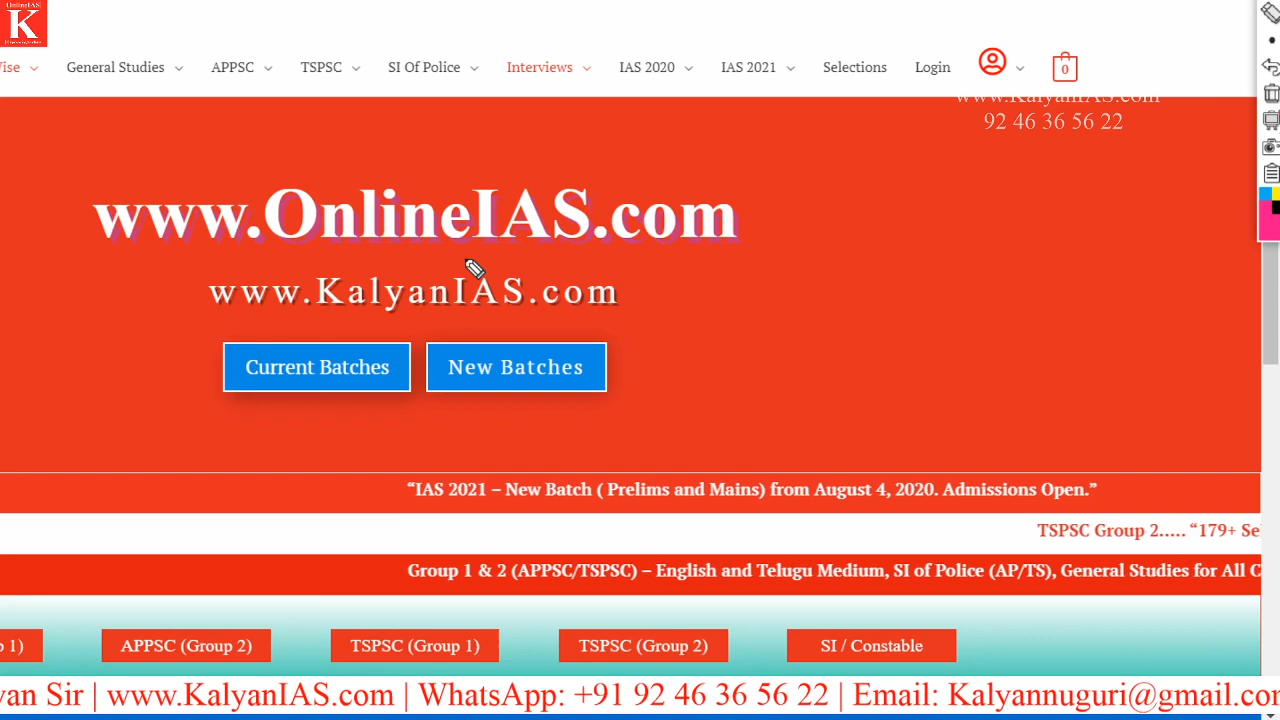 OnlineIAS
K
ise
General Studies
APPSC
TSPSC
SI Of Police
Interviews
IAS 2020
IAS 2021
Selections
Login
0
www.KalyanIAS.com
92 46 36 56 22
www.OnlineIAS.com
www.KalyanIAS.com
Current Batches
New Batches
“IAS 2021 – New Batch ( Prelims and Mains) from August 4, 2020. Admissions Open.”
TSPSC Group 2..... “179+ Se
Group 1 & 2 (APPSC/TSPSC) – English and Telugu Medium, SI of Police (AP/TS), General Studies for All C
p 1)
APPSC (Group 2)
TSPSC (Group 1)
TSPSC (Group 2)
SI / Constable
yan Sir | www.KalyanIAS.com | WhatsApp: +91 92 46 36 56 22 | Email: Kalyannuguri@gmail.com